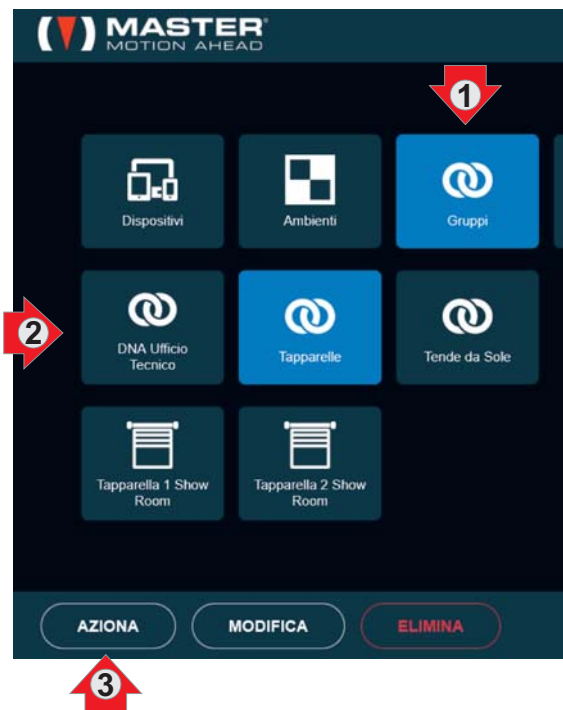 MASTER®
MOTION AHEAD
1
Dispositivi
Ambienti
Gruppi
2
DNA Ufficio
Tecnico
Tapparelle
Tende da Sole
Tapparella 1 Show
Room
Tapparella 2 Show
Room
AZIONA
MODIFICA
ELIMINA
3